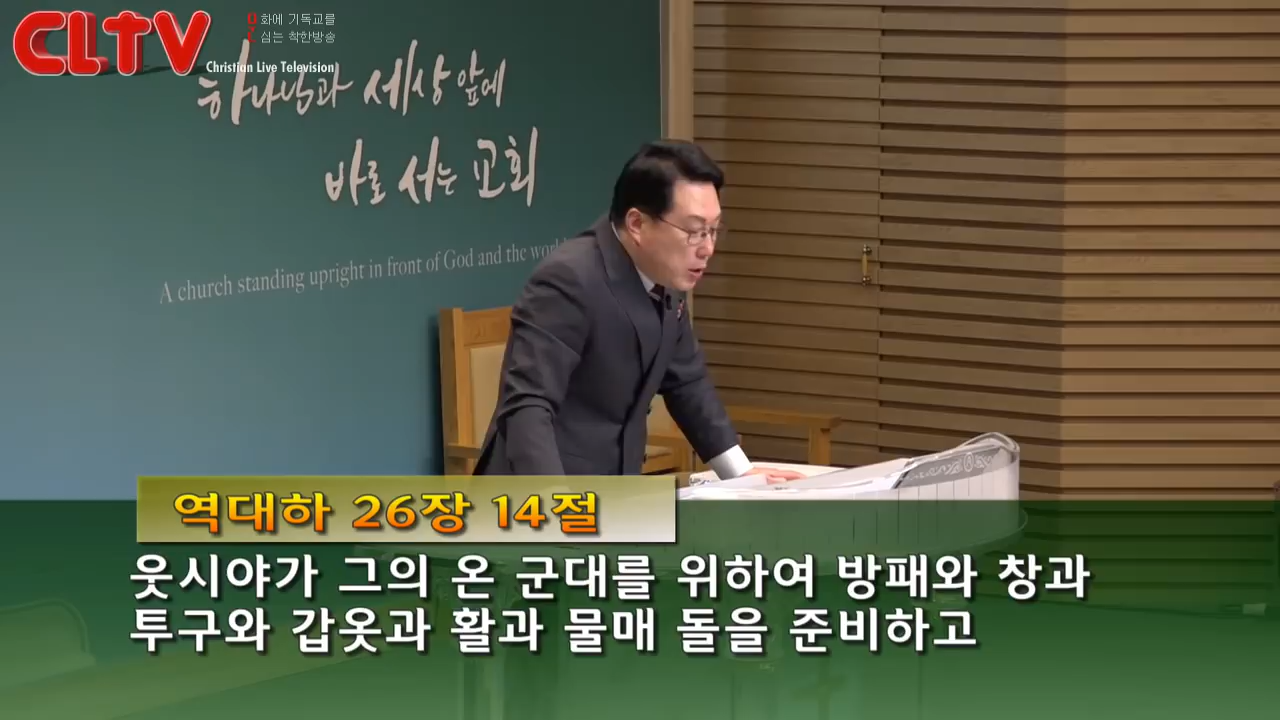 CLTV
화에 기독교를
심는 착한방송
Christian Live Television
하나님과 세상 앞에
바로 서는 교회
A church standing upright in front of God and the
역대하 26장 14절
웃시야가 그의 온 군대를 위하여 방패와 창과
투구와 갑옷과 활과 물매 돌을 준비하고